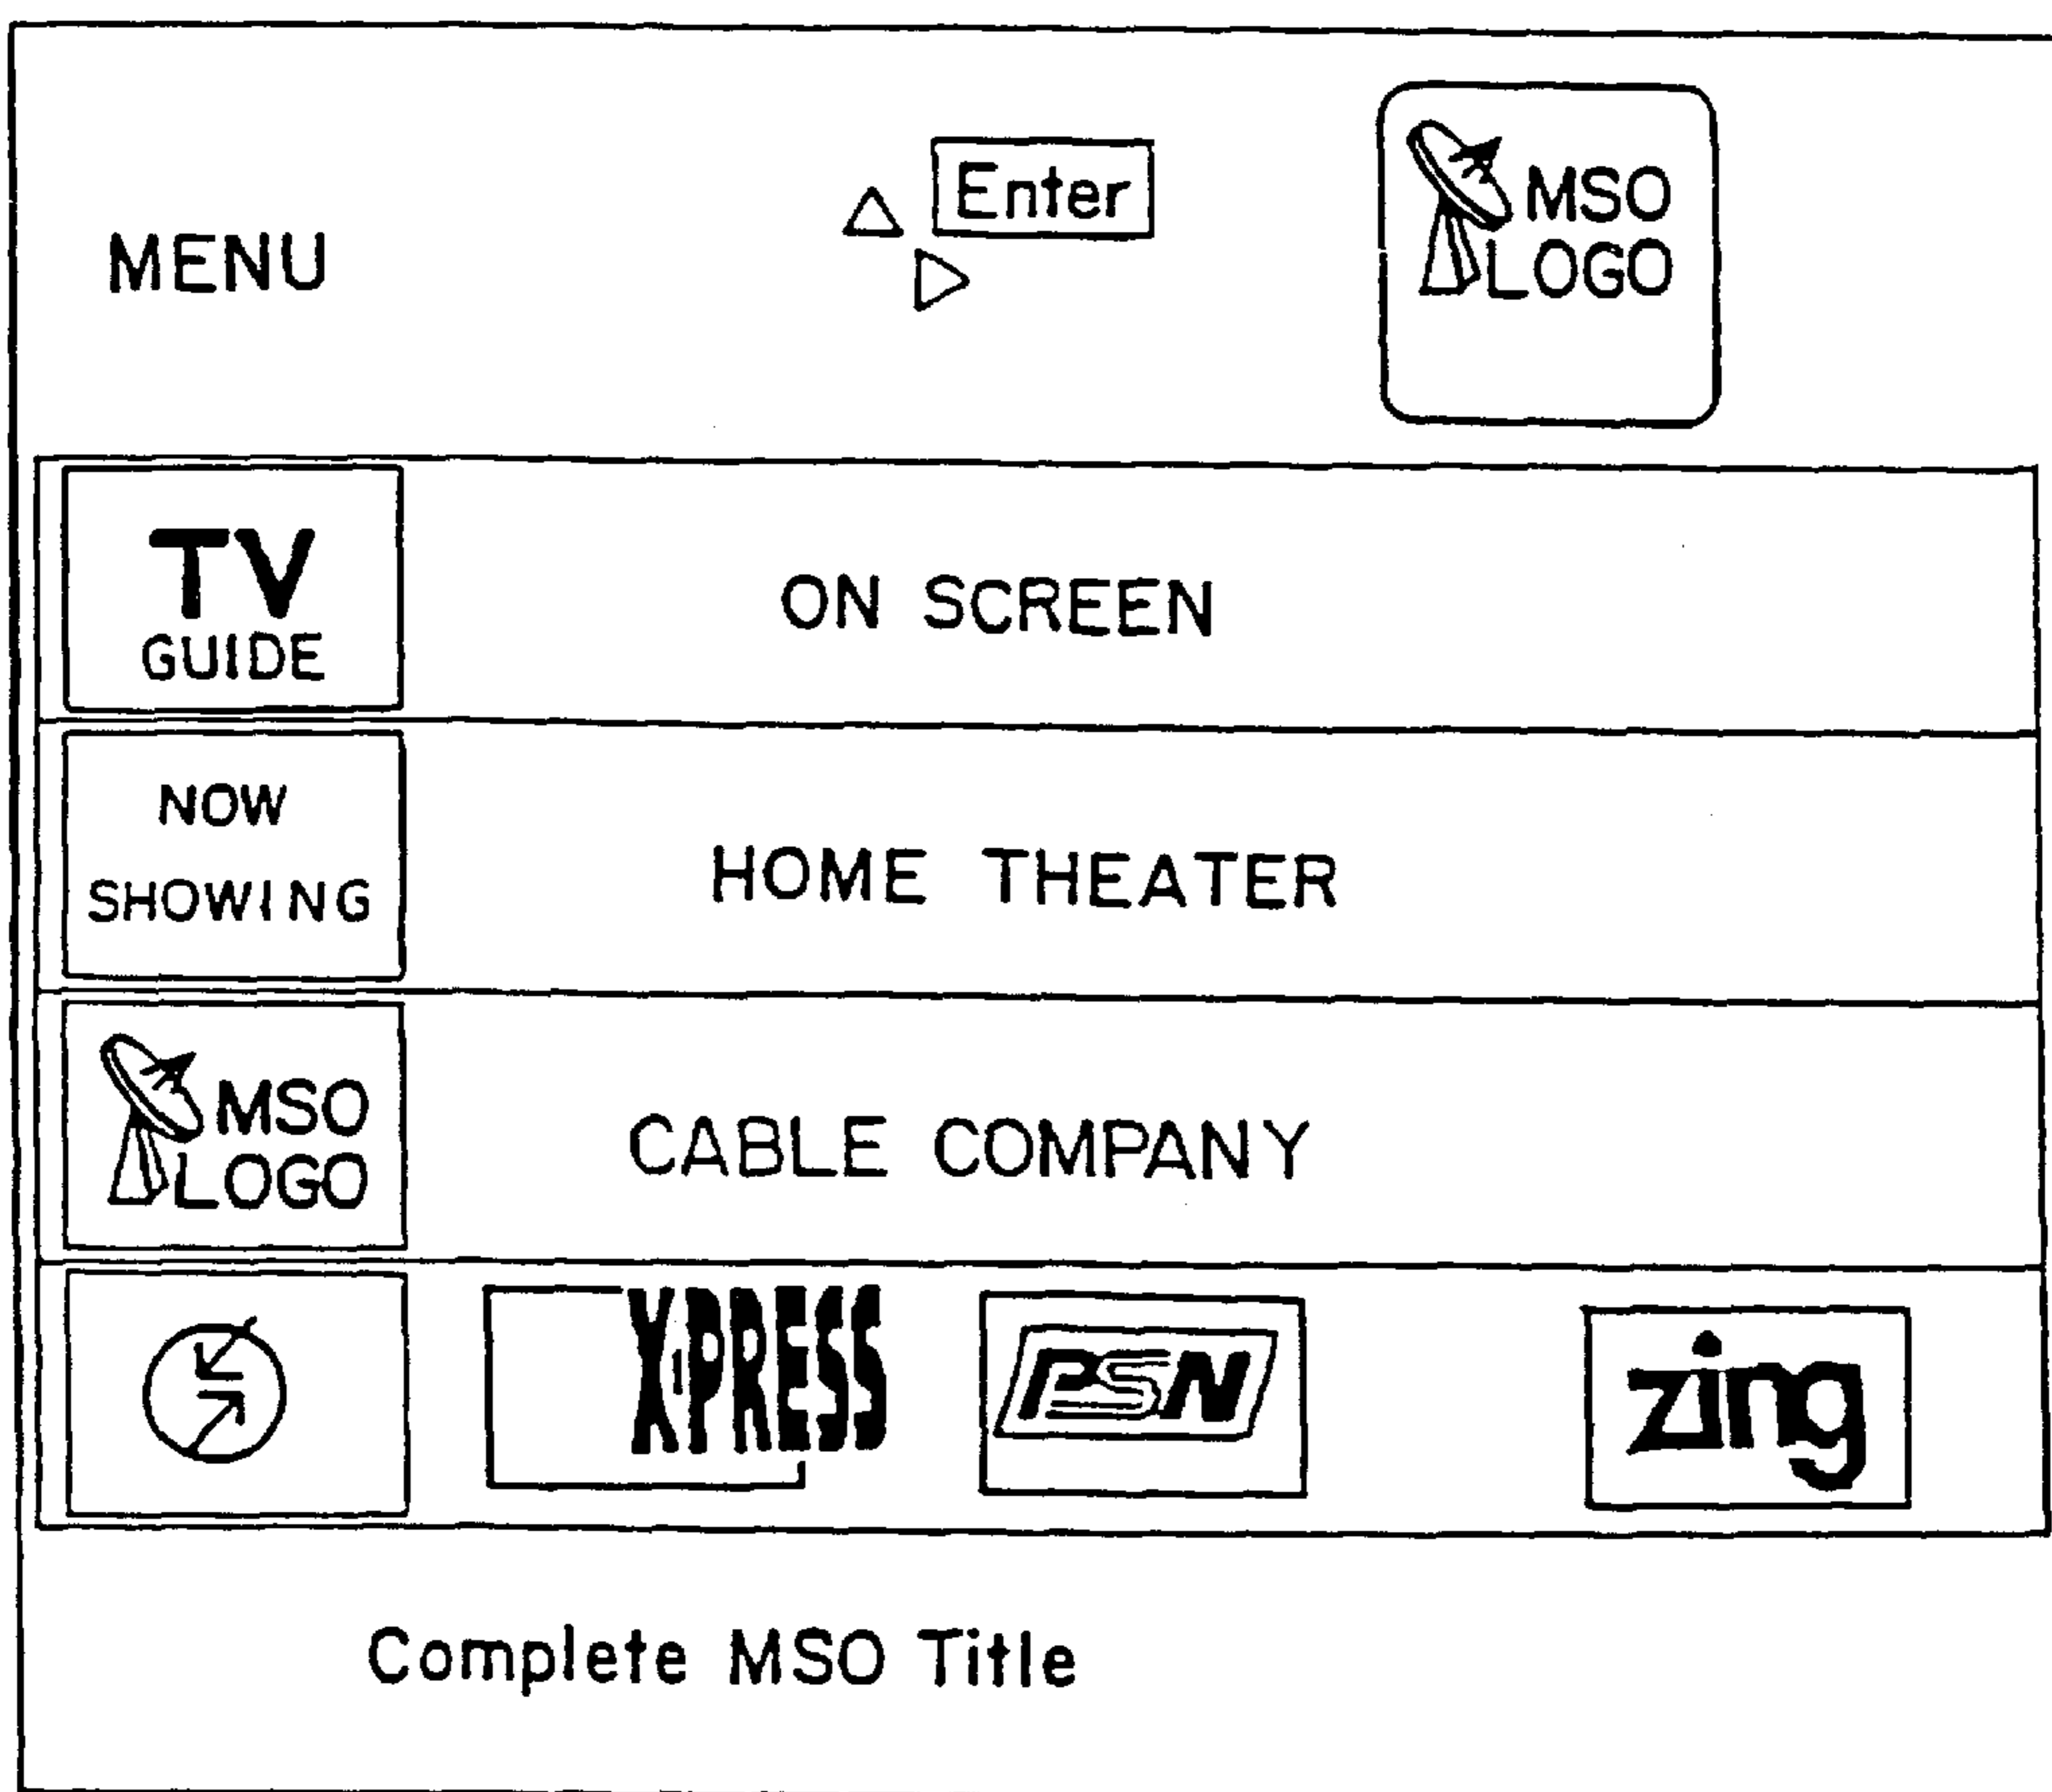 MENU
Enter
MSO
LOGO
TV
GUIDE
ON SCREEN
NOW
SHOWING
HOME THEATER
MSO
LOGO
CABLE COMPANY
X1PRESS
PSN
zing
Complete MSO Title